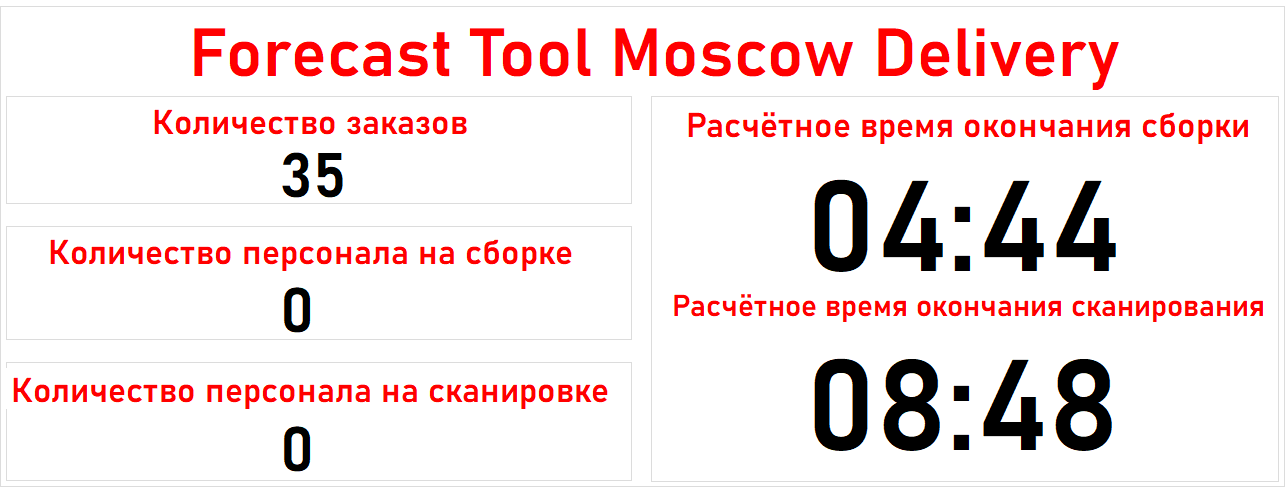 Forecast Tool Moscow Delivery
Количество заказов
35
Количество персонала на сборке
0
Количество персонала на сканировке
0
Расчётное время окончания сборки
04:44
Расчётное время окончания сканирования
08:48